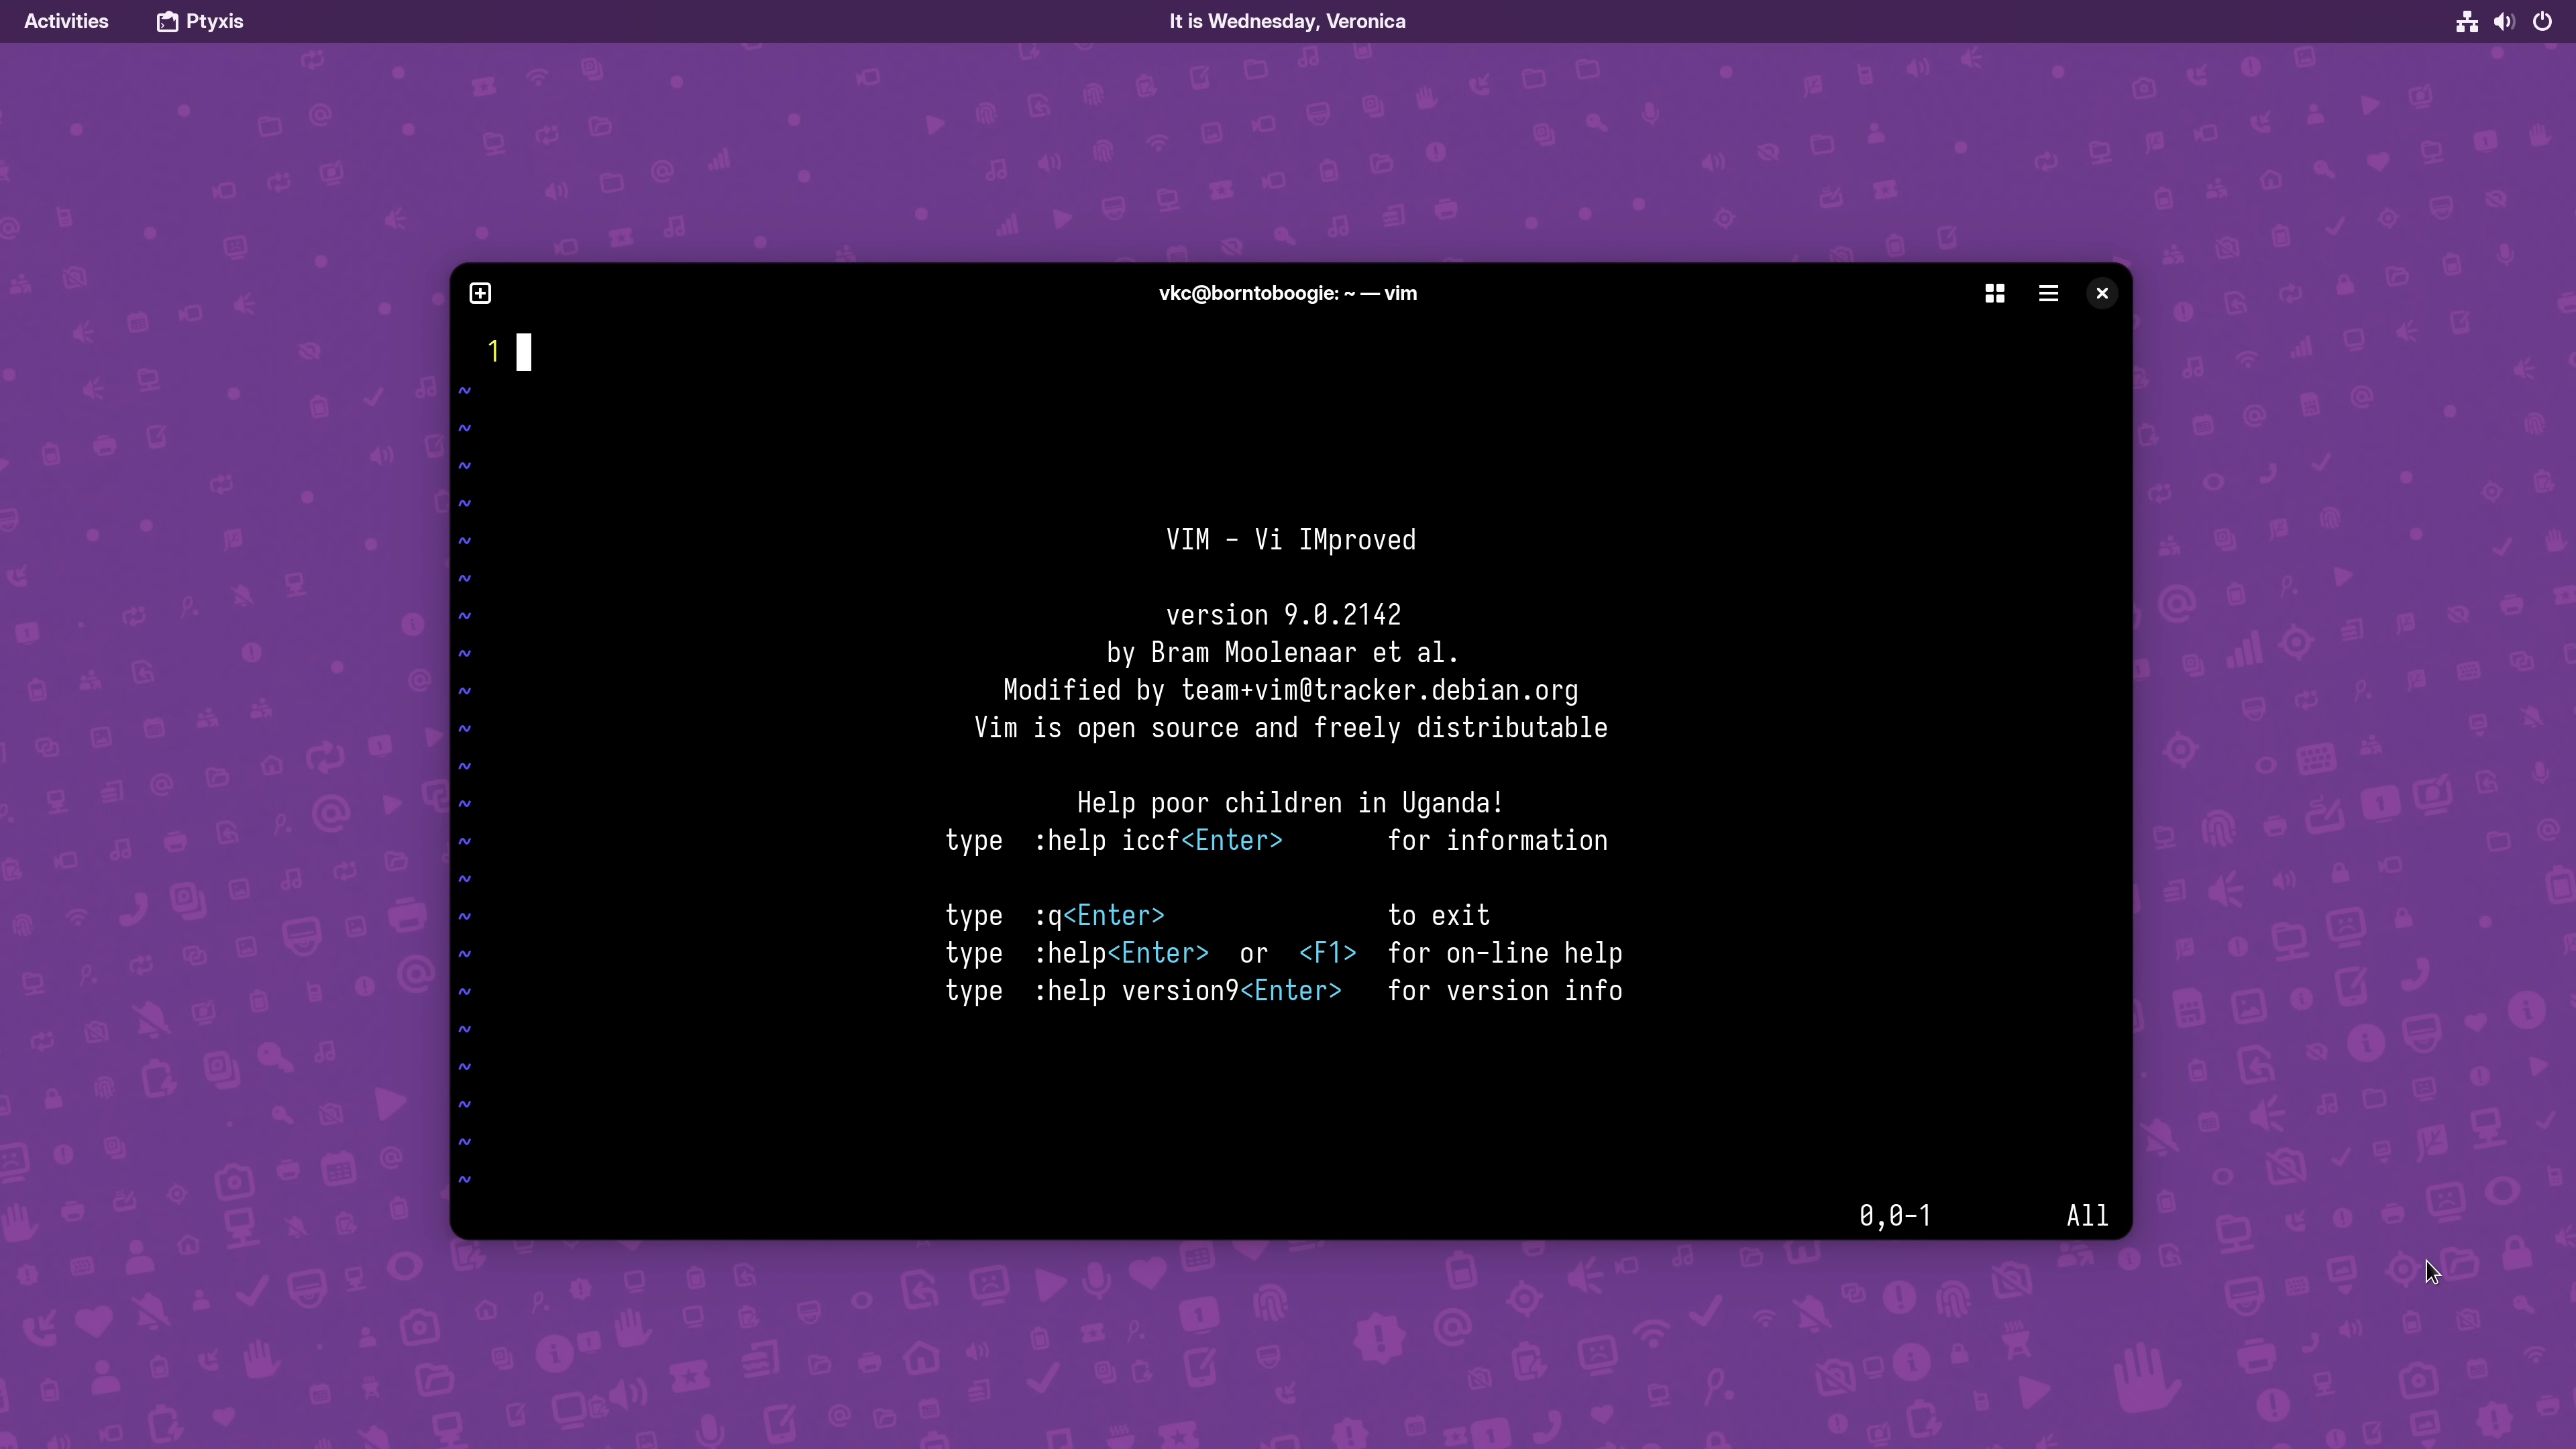 Activities Ptyxis It is Wednesday, Veronica
vkc@borntoboogie: ~ — vim
1
~
~
~
~
~
VIM - Vi IMproved
~
~
version 9.0.2142
~
by Bram Moolenaar et al.
~
Modified by team+vim@tracker.debian.org
~
Vim is open source and freely distributable
~
~
Help poor children in Uganda!
~
type :help iccf<Enter> for information
~
~
type :q<Enter> to exit
~
type :help<Enter> or <F1> for on-line help
~
type :help version9<Enter> for version info
~
~
~
~
~
0,0-1 All